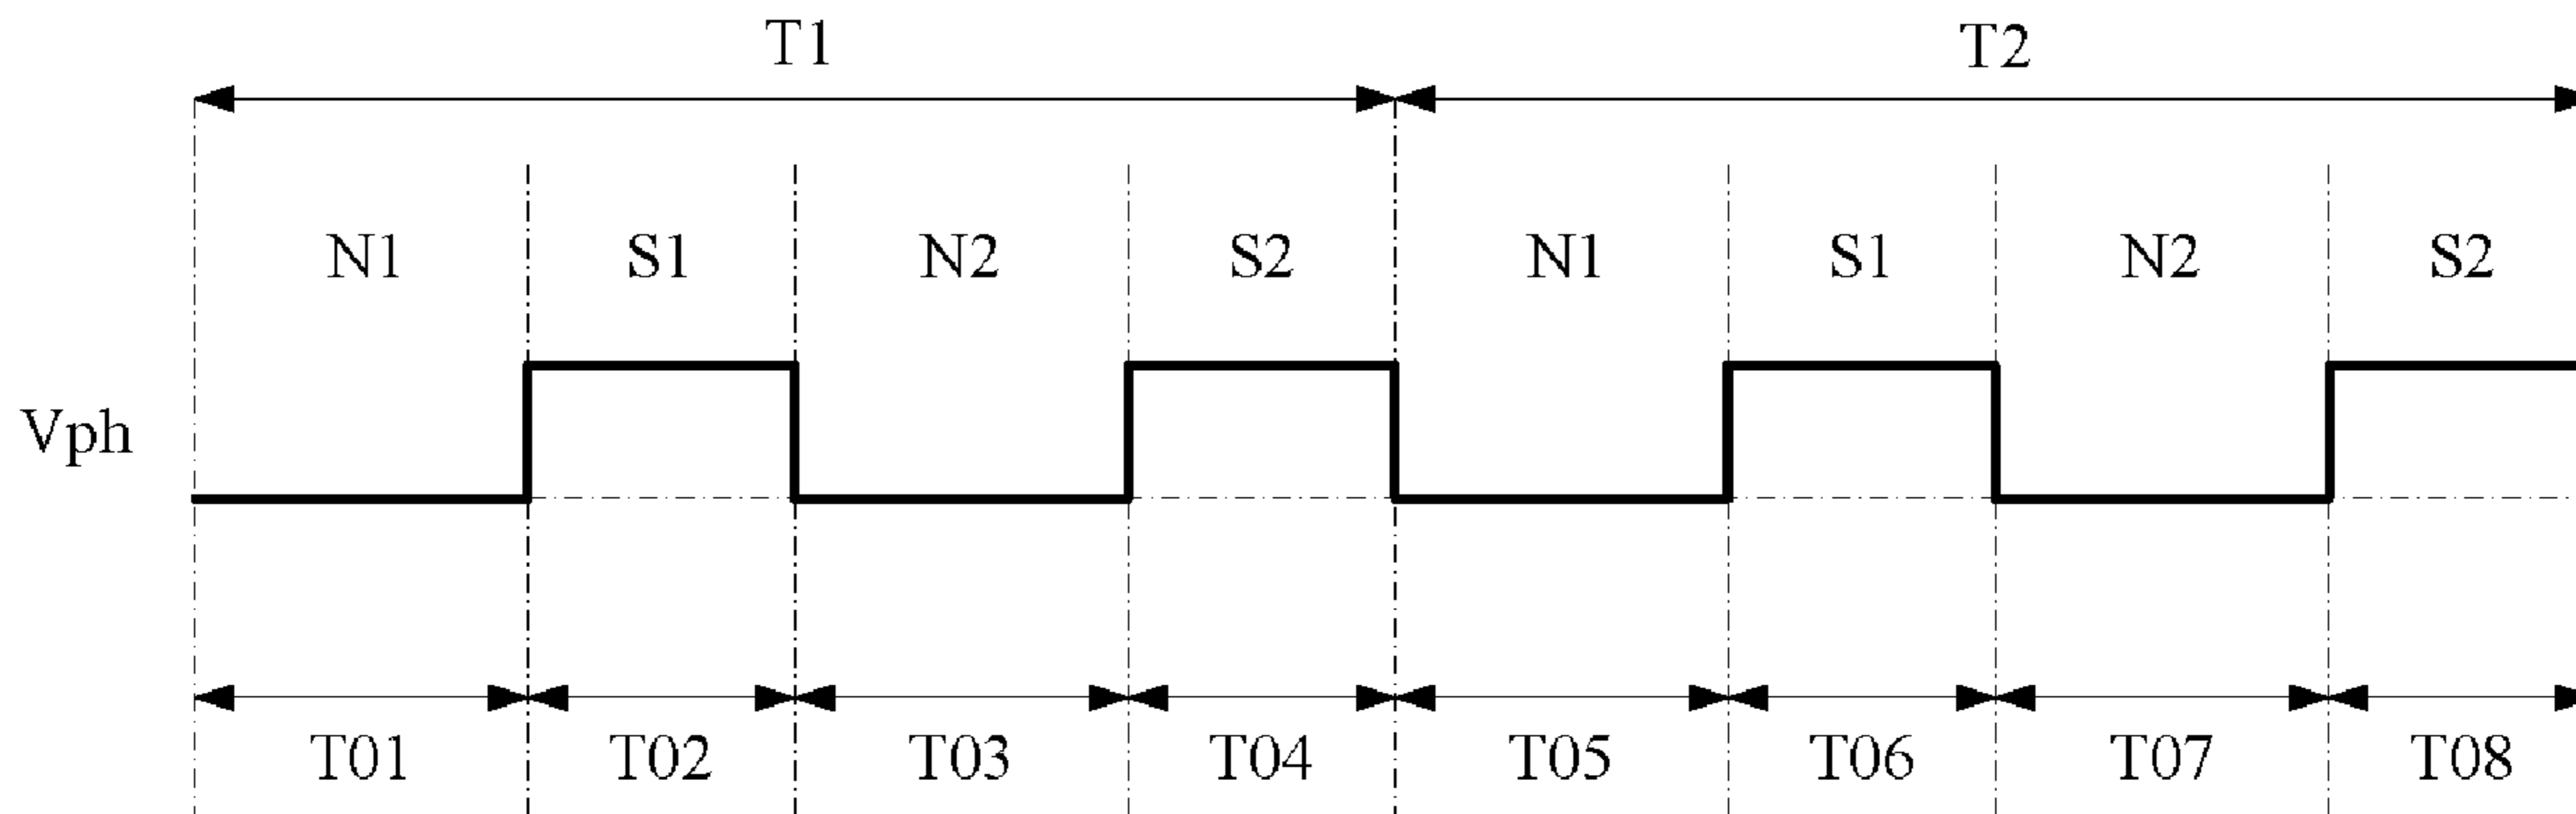 T1 T2
N1 S1 N2 S2 N1 S1 N2 S2
Vph
T01 T02 T03 T04 T05 T06 T07 T08